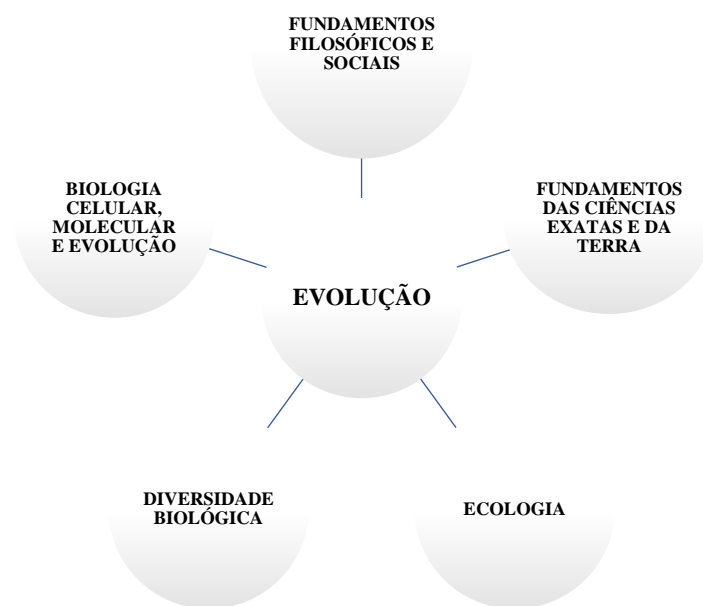 FUNDAMENTOS
FILOSÓFICOS E
SOCIAIS
BIOLOGIA
CELULAR,
MOLECULAR
E EVOLUÇÃO
FUNDAMENTOS
DAS CIÊNCIAS
EXATAS E DA
TERRA
EVOLUÇÃO
DIVERSIDADE
BIOLÓGICA
ECOLOGIA